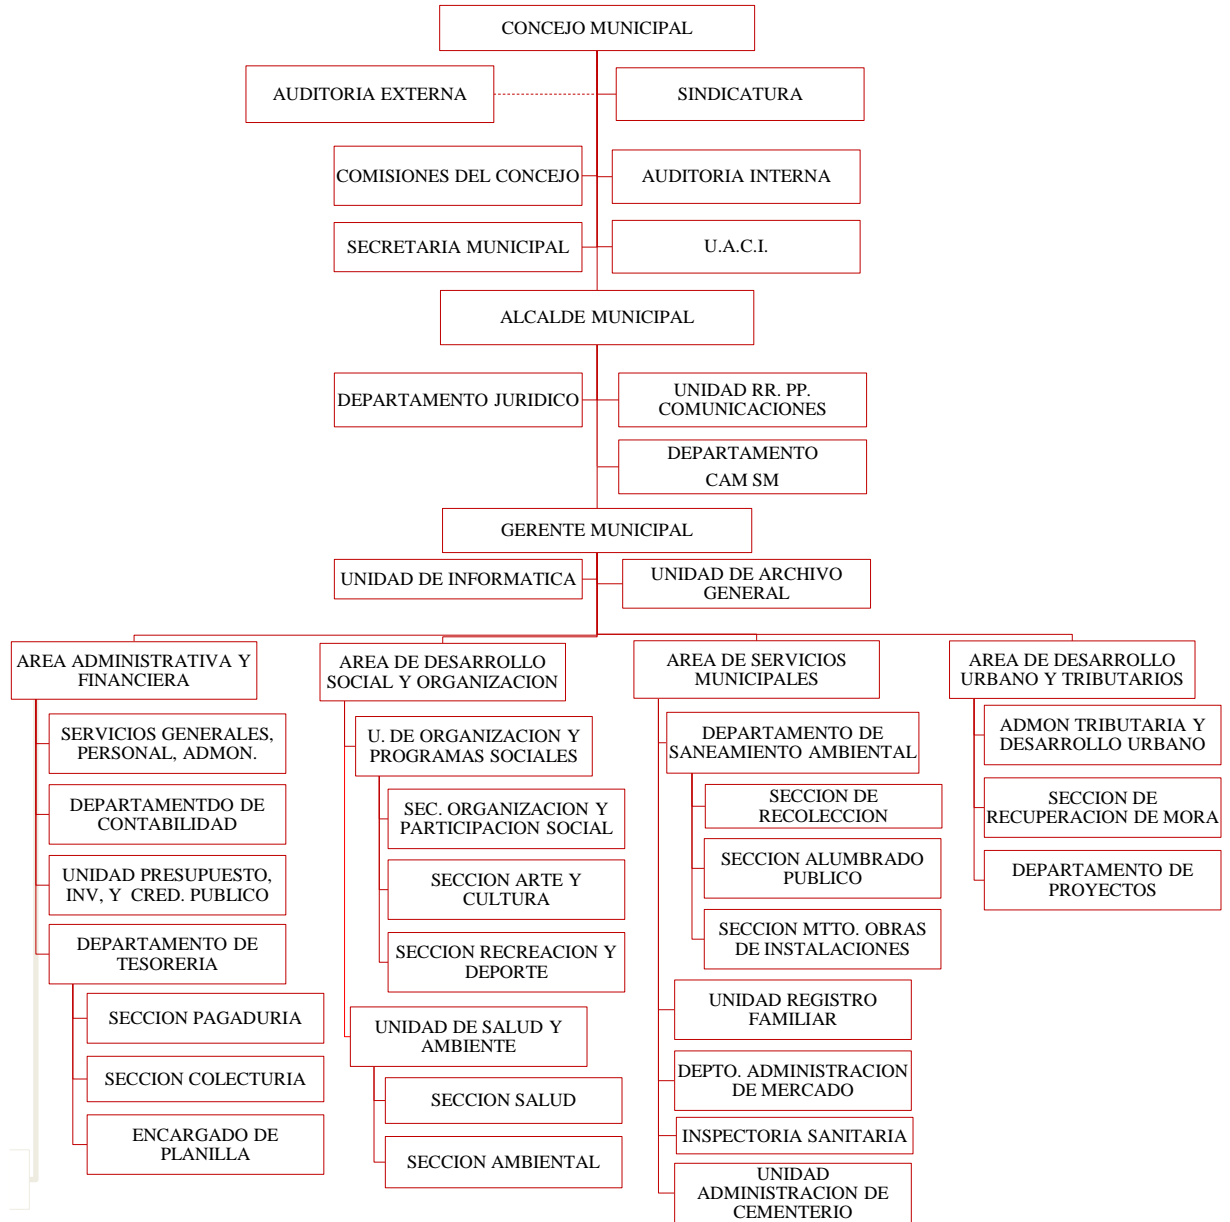 CONCEJO MUNICIPAL
AUDITORIA EXTERNA
SINDICATURA
COMISIONES DEL CONCEJO
AUDITORIA INTERNA
SECRETARIA MUNICIPAL
U.A.C.I.
ALCALDE MUNICIPAL
DEPARTAMENTO JURIDICO
UNIDAD RR. PP.
COMUNICACIONES
DEPARTAMENTO
CAM SM
GERENTE MUNICIPAL
UNIDAD DE INFORMATICA
UNIDAD DE ARCHIVO
GENERAL
AREA ADMINISTRATIVA Y
FINANCIERA
SERVICIOS GENERALES,
PERSONAL, ADMON.
DEPARTAMENTDO DE
CONTABILIDAD
UNIDAD PRESUPUESTO,
INV, Y CRED. PUBLICO
DEPARTAMENTO DE
TESORERIA
SECCION PAGADURIA
SECCION COLECTURIA
ENCARGADO DE
PLANILLA
AREA DE DESARROLLO
SOCIAL Y ORGANIZACION
U. DE ORGANIZACION Y
PROGRAMAS SOCIALES
SEC. ORGANIZACION Y
PARTICIPACION SOCIAL
SECCION ARTE Y
CULTURA
SECCION RECREACION Y
DEPORTE
UNIDAD DE SALUD Y
AMBIENTE
SECCION SALUD
SECCION AMBIENTAL
AREA DE SERVICIOS
MUNICIPALES
DEPARTAMENTO DE
SANEAMIENTO AMBIENTAL
SECCION DE
RECOLECCION
SECCION ALUMBRADO
PUBLICO
SECCION MTTO. OBRAS
DE INSTALACIONES
UNIDAD REGISTRO
FAMILIAR
DEPTO. ADMINISTRACION
DE MERCADO
INSPECTORIA SANITARIA
UNIDAD
ADMINISTRACION DE
CEMENTERIO
AREA DE DESARROLLO
URBANO Y TRIBUTARIOS
ADMON TRIBUTARIA Y
DESARROLLO URBANO
SECCION DE
RECUPERACION DE MORA
DEPARTAMENTO DE
PROYECTOS